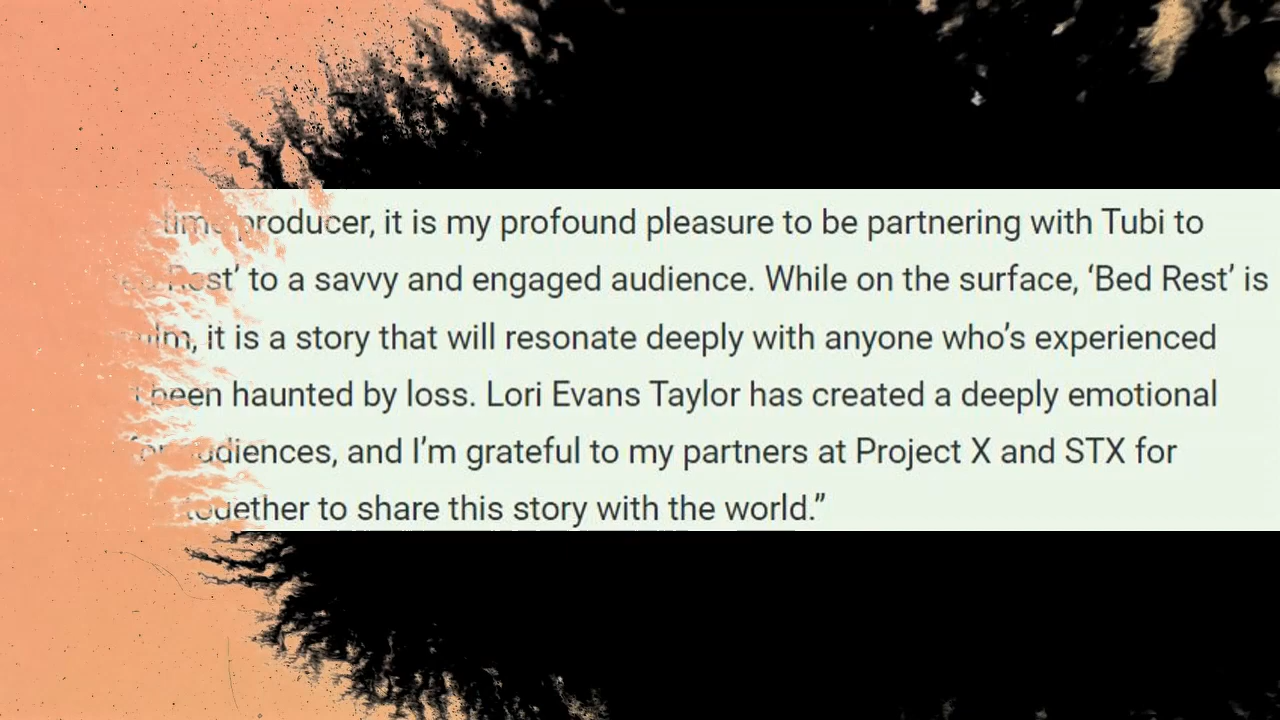 producer, it is my profound pleasure to be partnering with Tubi to
Rest’ to a savvy and engaged audience. While on the surface, ‘Bed Rest’ is
it is a story that will resonate deeply with anyone who’s experienced
been haunted by loss. Lori Evans Taylor has created a deeply emotional
audiences, and I’m grateful to my partners at Project X and STX for
together to share this story with the world.”